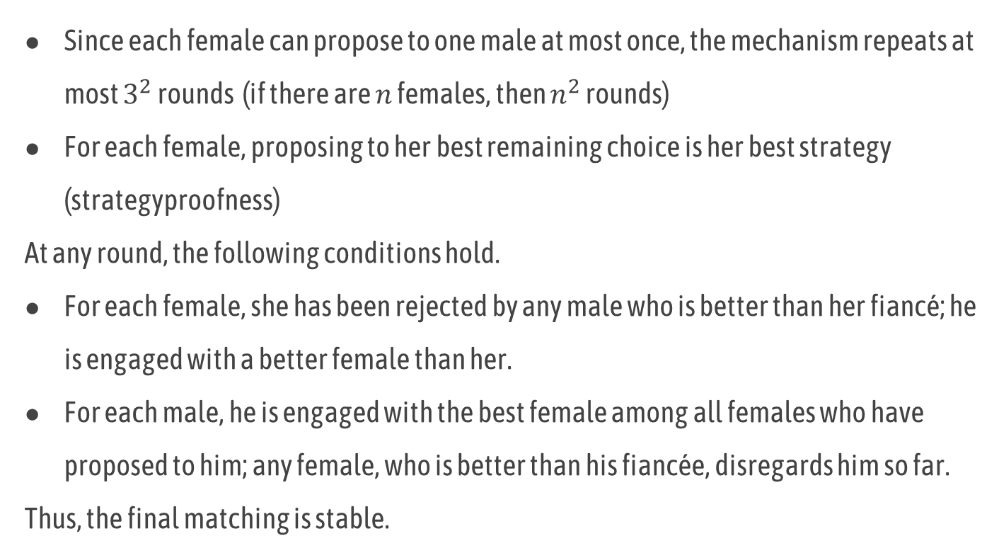 ● Since each female can propose to one male at most once, the mechanism repeats at
most 3² rounds (if there are n females, then n² rounds)
● For each female, proposing to her best remaining choice is her best strategy
(strategyproofness)
At any round, the following conditions hold.
● For each female, she has been rejected by any male who is better than her fiancé; he
is engaged with a better female than her.
● For each male, he is engaged with the best female among all females who have
proposed to him; any female, who is better than his fiancée, disregards him so far.
Thus, the final matching is stable.